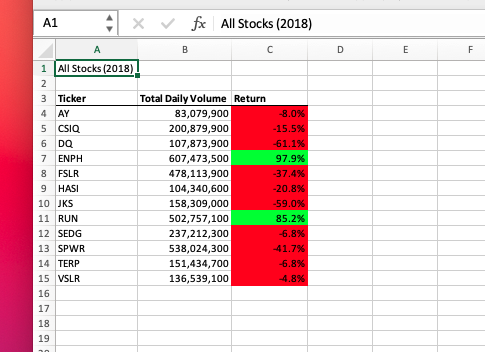 A1 fx All Stocks (2018)
A B C D E F
1 All Stocks (2018)
2
3 Ticker Total Daily Volume Return
4 AY 83,079,900 -8.0%
5 CSIQ 200,879,900 -15.5%
6 DQ 107,873,900 -61.1%
7 ENPH 607,473,500 97.9%
8 FSLR 478,113,900 -37.4%
9 HASI 104,340,600 -20.8%
10 JKS 158,309,000 -59.0%
11 RUN 502,757,100 85.2%
12 SEDG 237,212,300 -6.8%
13 SPWR 538,024,300 -41.7%
14 TERP 151,434,700 -6.8%
15 VSLR 136,539,100 -4.8%
16
17
18
19
20